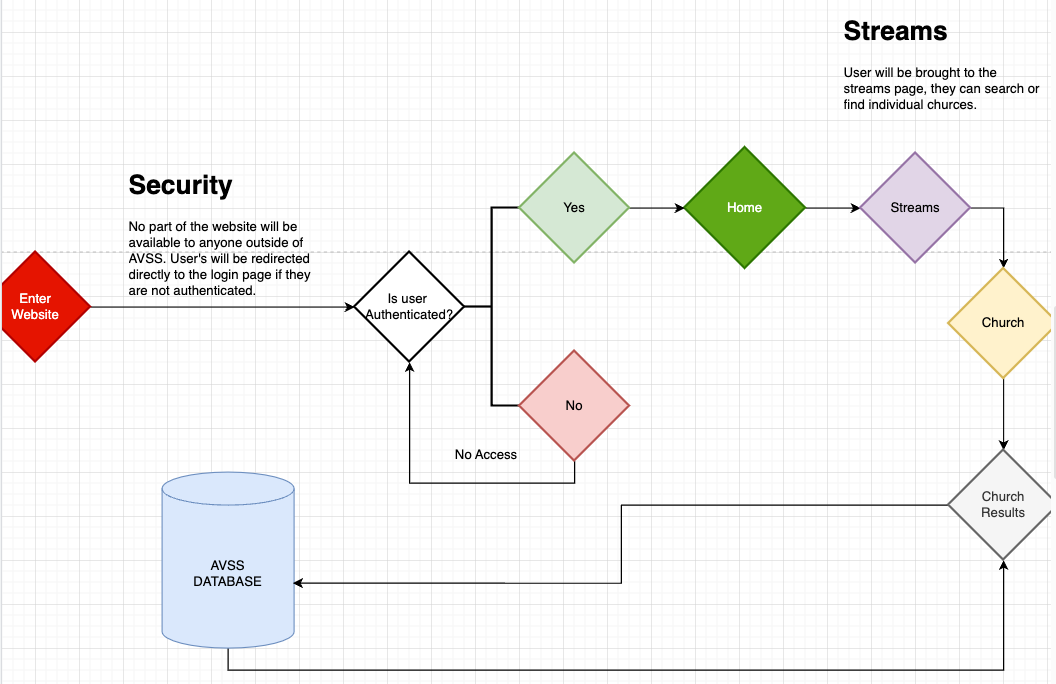 Streams
User will be brought to the
streams page, they can search or
find individual churces.
Security
No part of the website will be
available to anyone outside of
AVSS. User's will be redirected
directly to the login page if they
are not authenticated.
Yes
Home
Streams
Enter
Website
Is user
Authenticated?
Church
No
No Access
Church
Results
AVSS
DATABASE